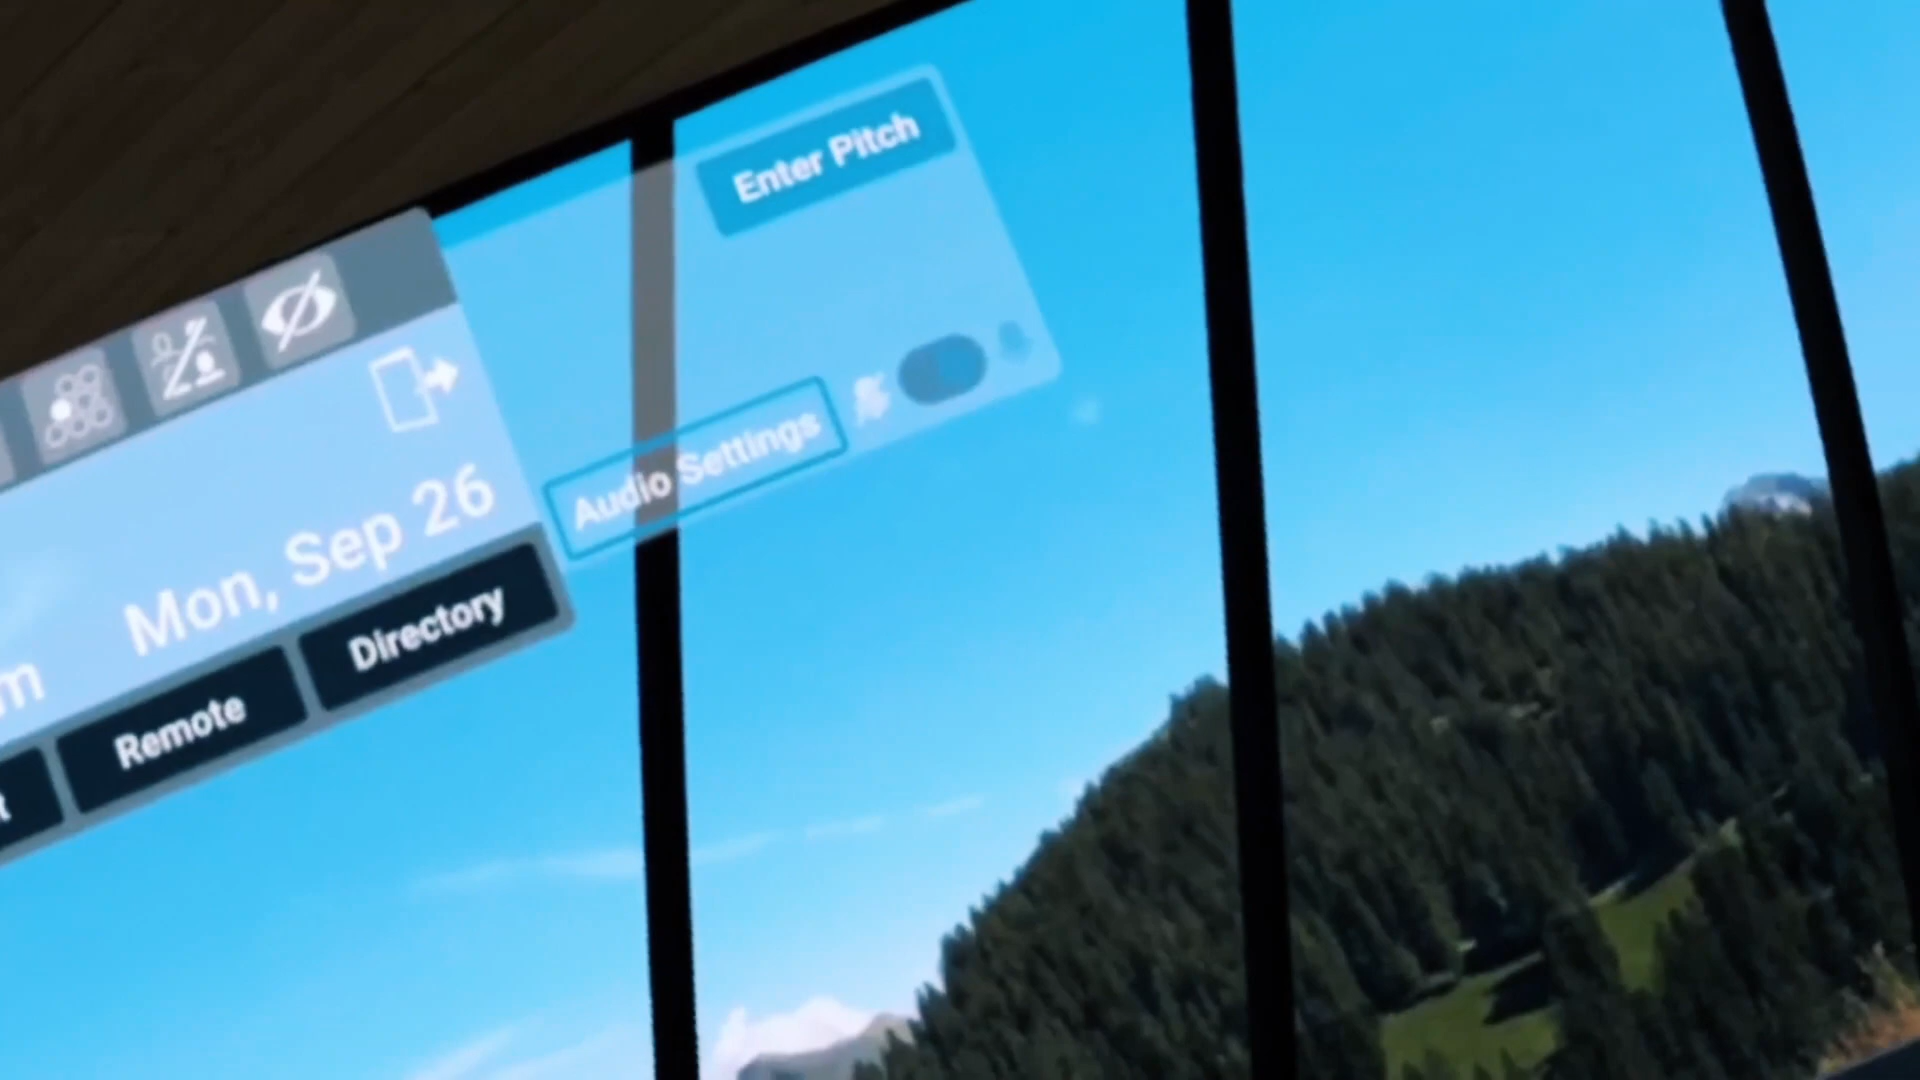 Enter Pitch
Audio Settings
Mon, Sep 26
Remote
Directory